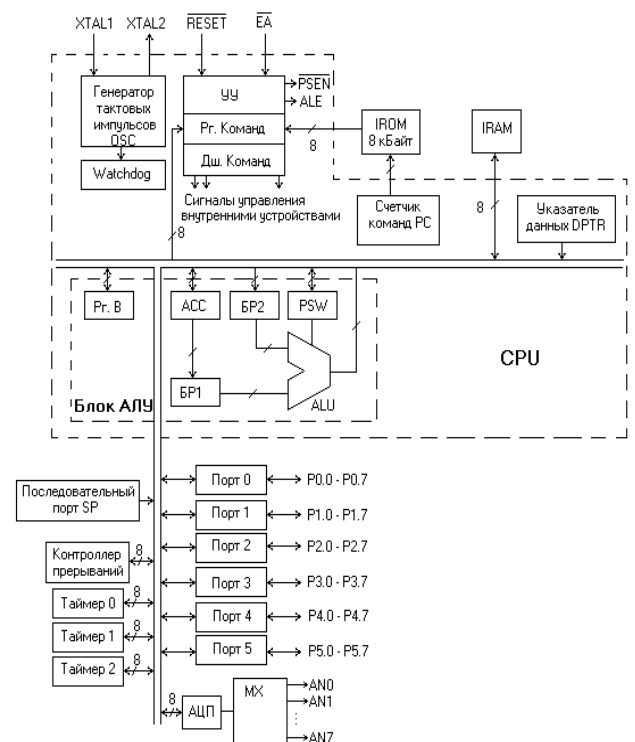 XTAL1 XTAL2 RESET EA
Генератор
тактовых
импульсов
OSC
Watchdog
УУ
Рг. Команд
Дш. Команд
PSEN
ALE
Сигналы управления
внутренними устройствами
8
8
IROM
8 кБайт
IRAM
Счетчик
команд PC
8
Указатель
данных DPTR
Рг. В
ACC
БР2
PSW
БР1
ALU
Блок АЛУ
CPU
Последовательный
порт SP
Контроллер
прерываний
8
Таймер 0
8
Таймер 1
8
Таймер 2
8
Порт 0
P0.0 - P0.7
Порт 1
P1.0 - P1.7
Порт 2
P2.0 - P2.7
Порт 3
P3.0 - P3.7
Порт 4
P4.0 - P4.7
Порт 5
P5.0 - P5.7
8
АЦП
MX
AN0
AN1
AN7